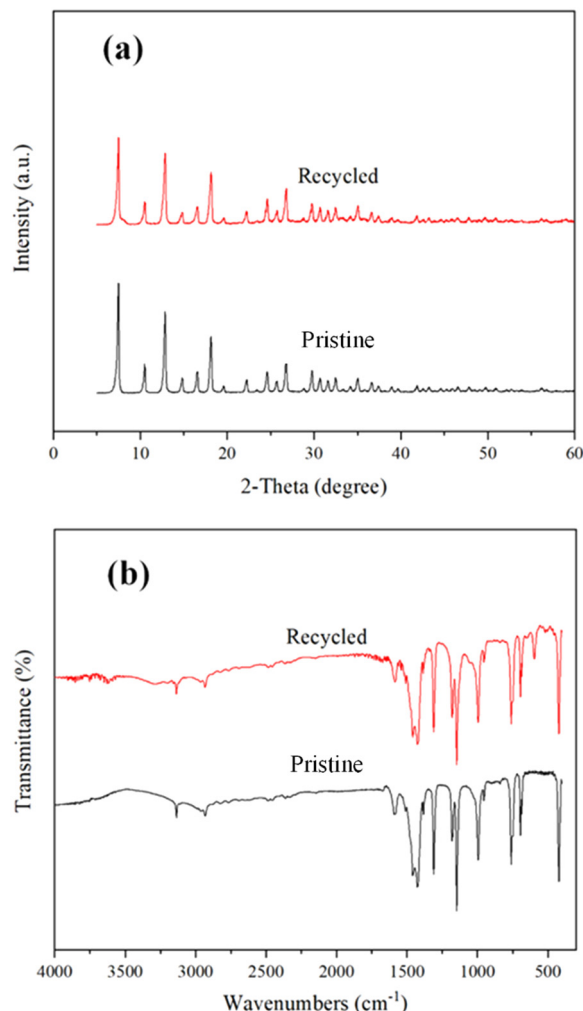 (a)
Recycled
Pristine
Intensity (a.u.)
0 10 20 30 40 50 60
2-Theta (degree)
(b)
Recycled
Pristine
Transmittance (%)
4000 3500 3000 2500 2000 1500 1000 500
Wavenumbers (cm⁻¹)